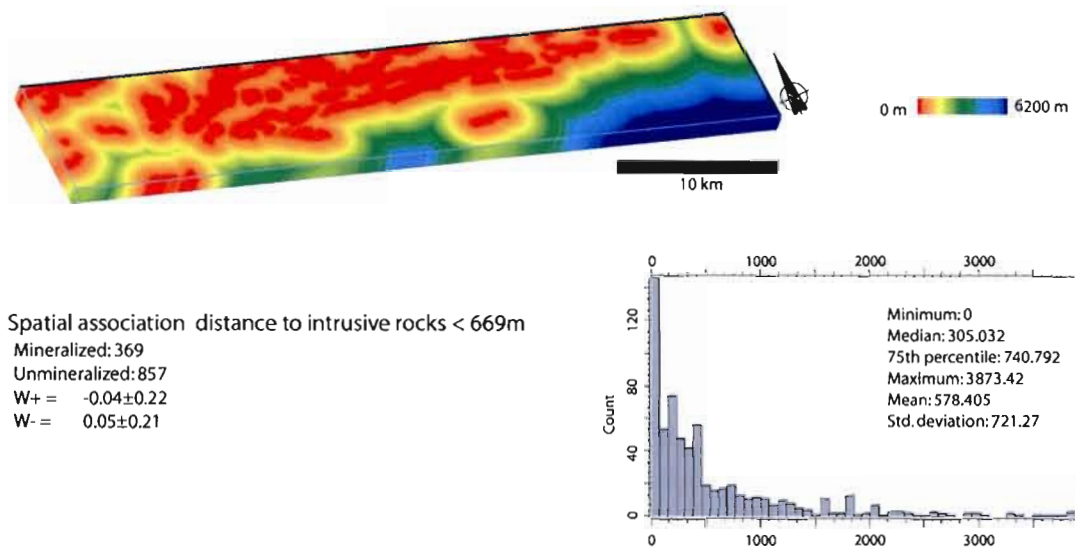 0 m 6200 m
10 km
Spatial association distance to intrusive rocks < 669m
Mineralized: 369
Unmineralized: 857
W+ = -0.04±0.22
W- = 0.05±0.21
0 1000 2000 3000
Minimum: 0
Median: 305.032
75th percentile: 740.792
Maximum: 3873.42
Mean: 578.405
Std. deviation: 721.27
Count
120
80
40
0
0 1000 2000 3000